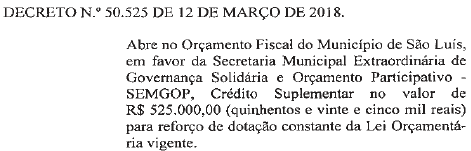 DECRETO N.º 50.525 DE 12 DE MARÇO DE 2018.
Abre no Orçamento Fiscal do Município de São Luís,
em favor da Secretaria Municipal Extraordinária de
Governança Solidária e Orçamento Participativo -
SEMGOP, Crédito Suplementar no valor de
R$ 525.000,00 (quinhentos e vinte e cinco mil reais)
para reforço de dotação constante da Lei Orçamentá-
ria vigente.